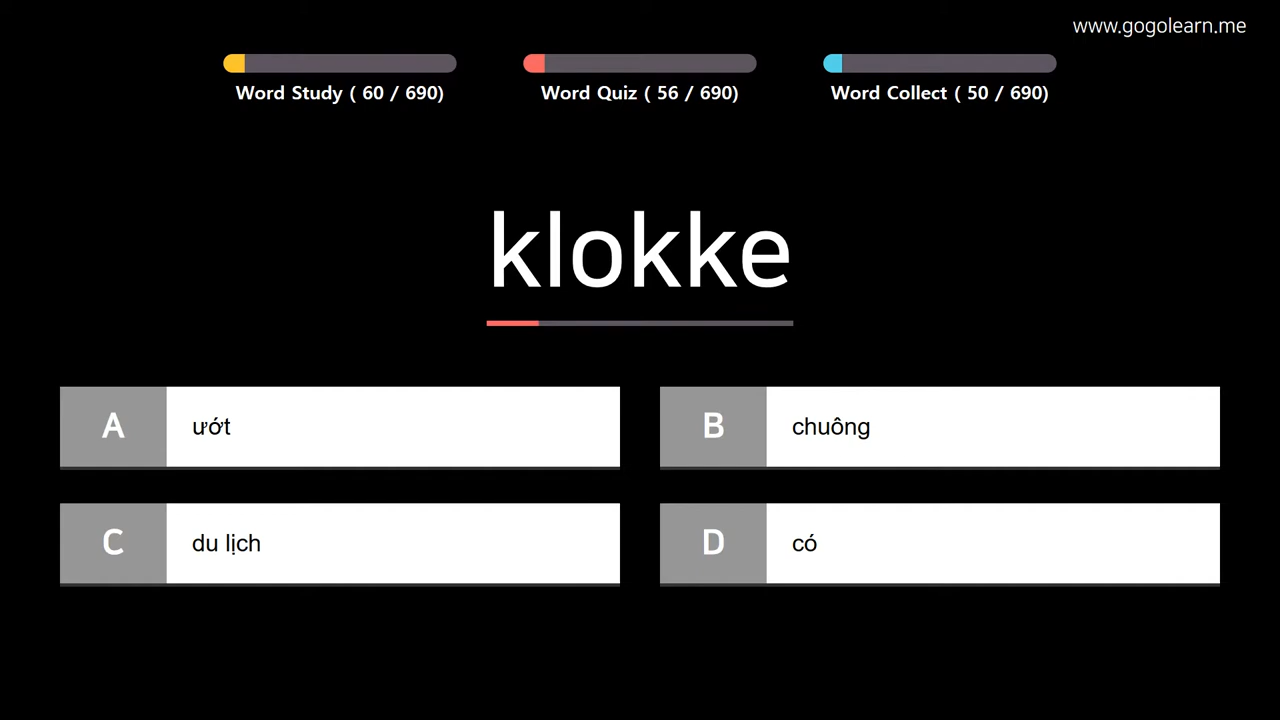 www.gogolearn.me
Word Study ( 60 / 690)
Word Quiz ( 56 / 690)
Word Collect ( 50 / 690)
klokke
A
ướt
B
chuông
C
du lịch
D
có